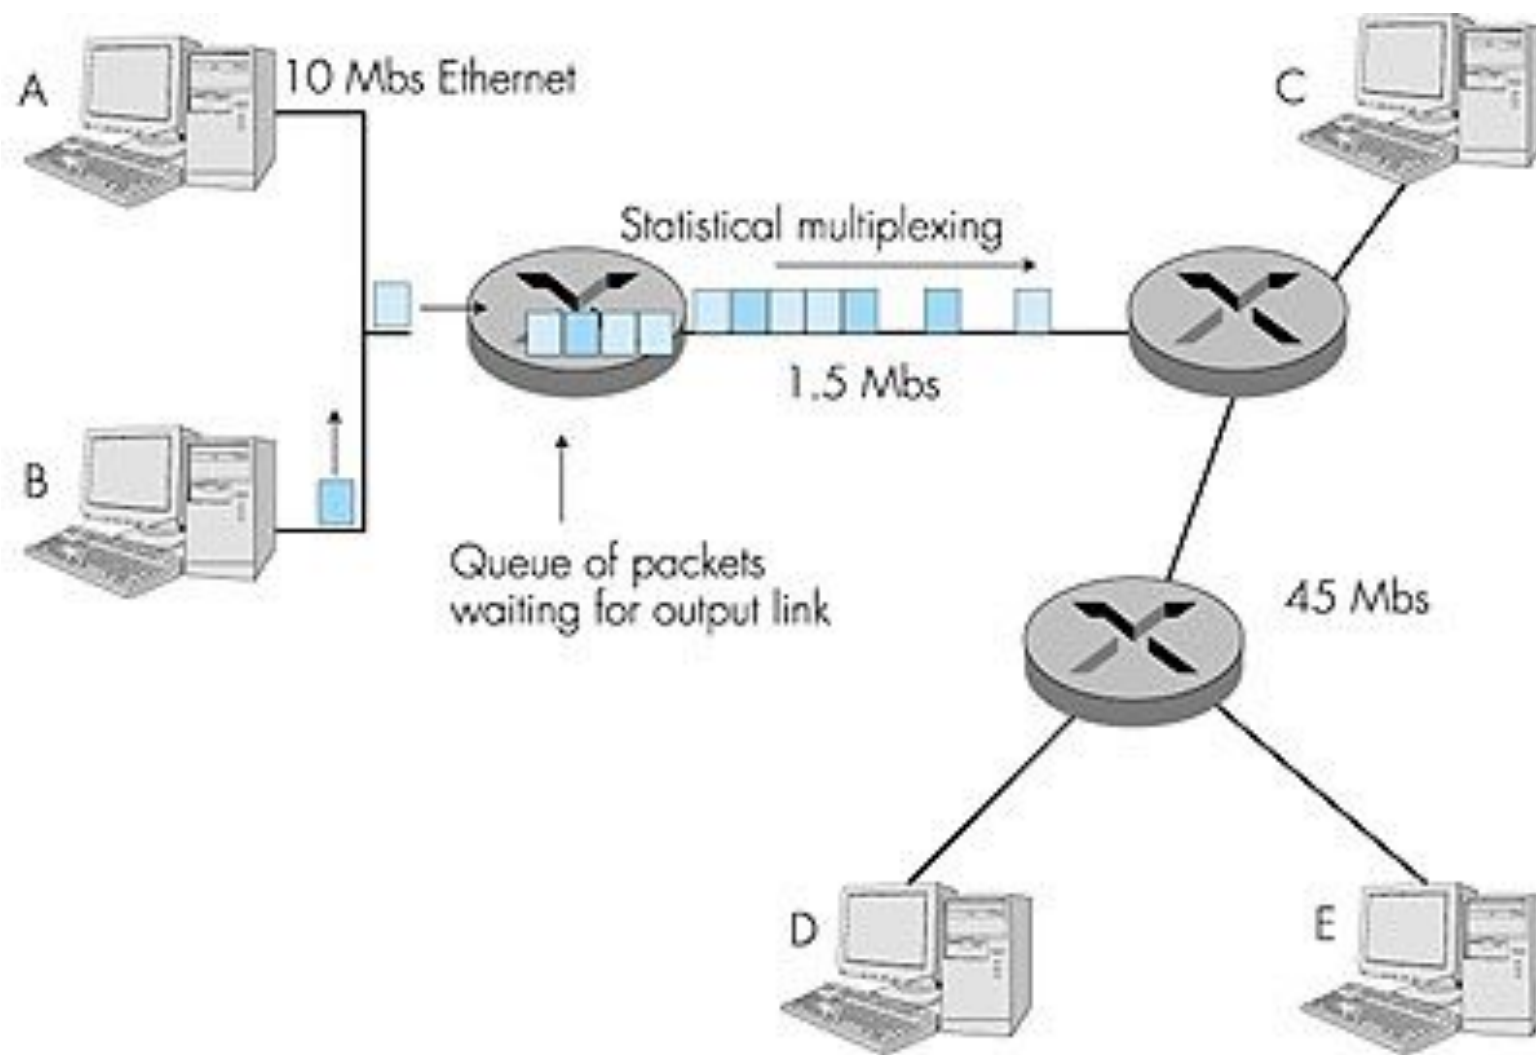 A
10 Mbs Ethernet
C
Statistical multiplexing
1.5 Mbs
B
Queue of packets
waiting for output link
45 Mbs
D
E